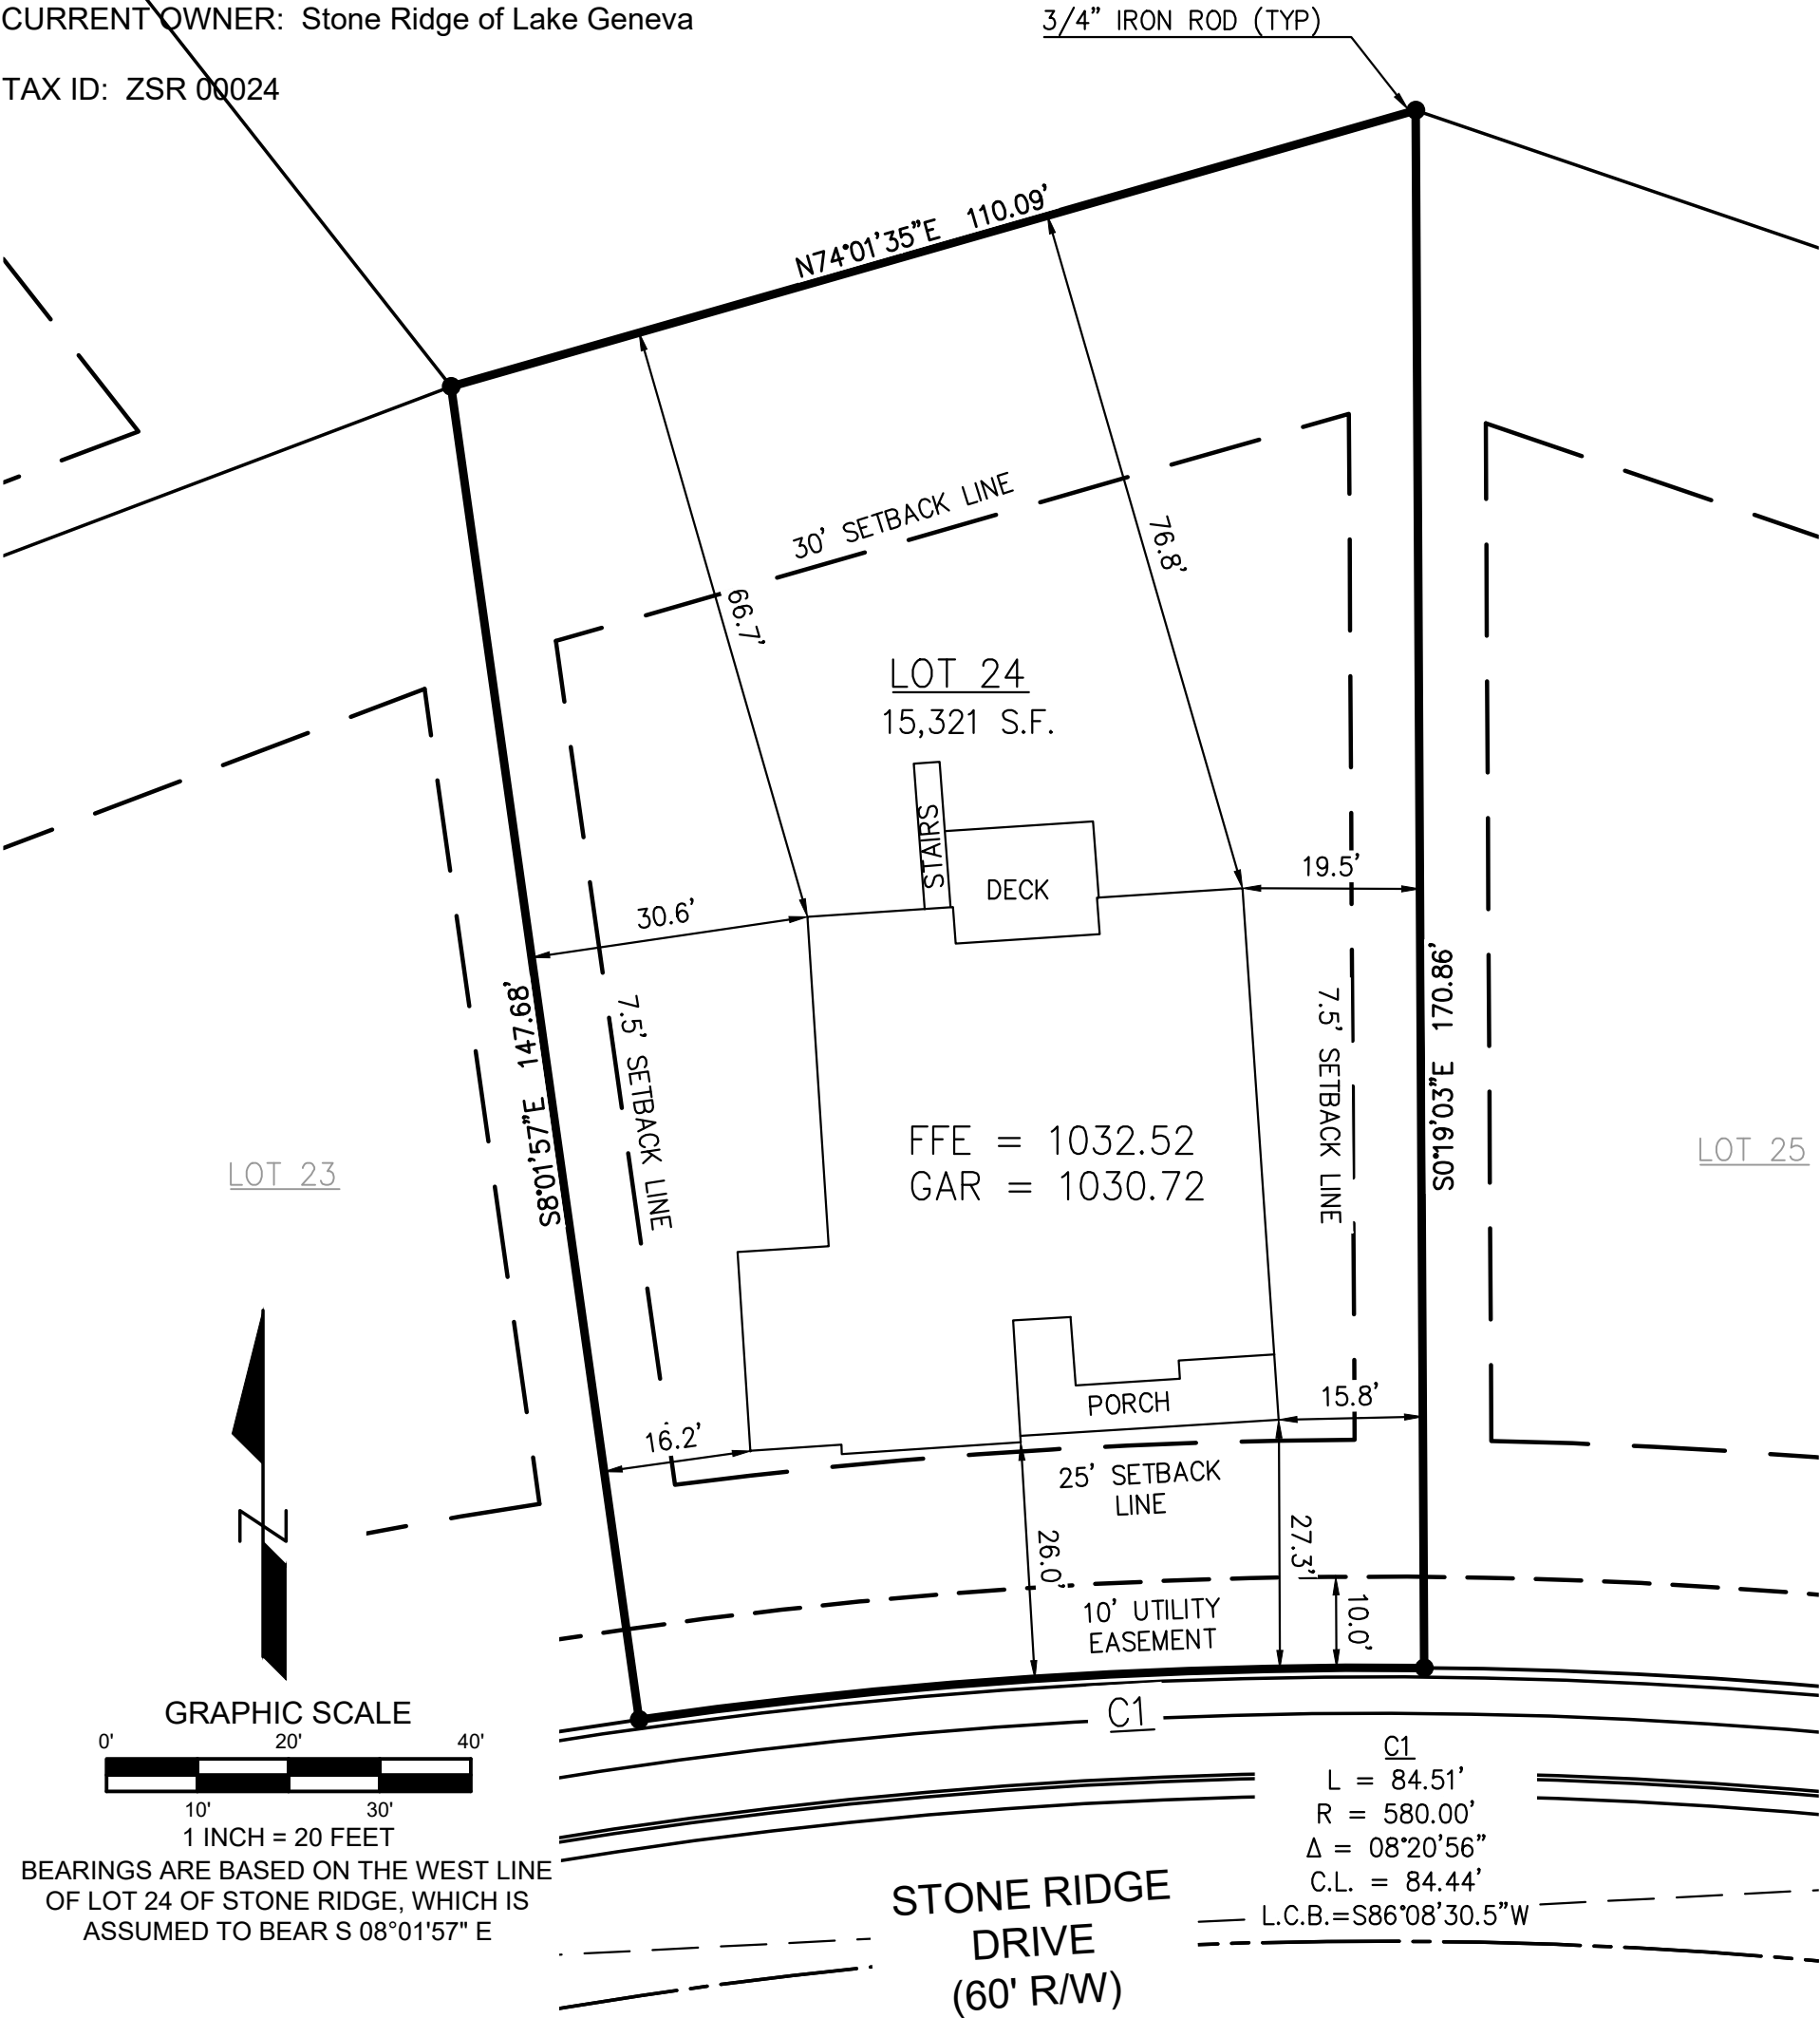 CURRENT OWNER: Stone Ridge of Lake Geneva
3/4" IRON ROD (TYP)
TAX ID: ZSR 00024
N74°01'35"E 110.09'
30' SETBACK LINE
76.8'
66.7'
LOT 24
15,321 S.F.
STAIRS
DECK
19.5'
30.6'
S8°01'57"E 147.68'
7.5' SETBACK LINE
7.5' SETBACK LINE
S0°19'03"E 170.86'
FFE = 1032.52
GAR = 1030.72
LOT 23
LOT 25
PORCH
15.8'
16.2'
25' SETBACK
LINE
26.0'
27.3'
10' UTILITY
EASEMENT
10.0'
N
C1
GRAPHIC SCALE
0' 20' 40'
10' 30'
1 INCH = 20 FEET
BEARINGS ARE BASED ON THE WEST LINE
OF LOT 24 OF STONE RIDGE, WHICH IS
ASSUMED TO BEAR S 08°01'57" E
C1
L = 84.51'
R = 580.00'
Δ = 08°20'56"
C.L. = 84.44'
L.C.B.=S86°08'30.5"W
STONE RIDGE
DRIVE
(60' R/W)